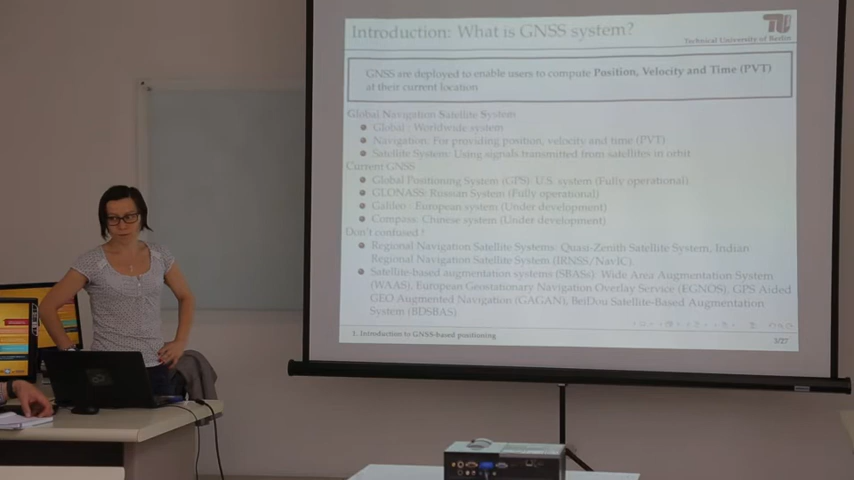 Introduction: What is GNSS system?
Technical University of Berlin
GNSS are deployed to enable users to compute Position, Velocity and Time (PVT)
at their current location
Global Navigation Satellite System
Global : Worldwide system
Navigation: For providing position, velocity and time (PVT)
Satellite System: Using signals transmitted from satellites in orbit
Current GNSS
Global Positioning System (GPS): U.S. system (Fully operational)
GLONASS: Russian System (Fully operational)
Galileo : European system (Under development)
Compass: Chinese system (Under development)
Don't confused !
Regional Navigation Satellite Systems: Quasi-Zenith Satellite System, Indian
Regional Navigation Satellite System (IRNSS/NavIC).
Satellite-based augmentation systems (SBASs): Wide Area Augmentation System
(WAAS), European Geostationary Navigation Overlay Service (EGNOS), GPS Aided
GEO Augmented Navigation (GAGAN), BeiDou Satellite-Based Augmentation
System (BDSBAS).
1. Introduction to GNSS-based positioning
3/27